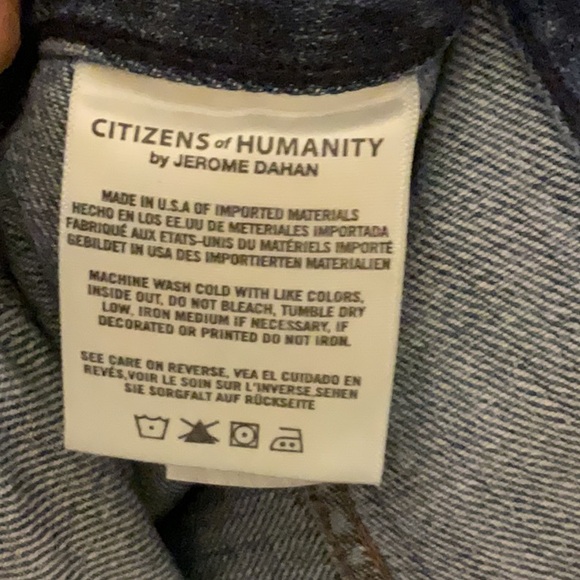 CITIZENS of HUMANITY
by JEROME DAHAN
MADE IN U.S.A OF IMPORTED MATERIALS
HECHO EN LOS EE.UU DE METERIALES IMPORTADA
FABRIQUÉ AUX ETATS-UNIS DU MATÉRIELS IMPORTÉ
GEBILDET IN USA DES IMPORTIERTEN MATERIALIEN
MACHINE WASH COLD WITH LIKE COLORS,
INSIDE OUT, DO NOT BLEACH, TUMBLE DRY
LOW, IRON MEDIUM IF NECESSARY, IF
DECORATED OR PRINTED DO NOT IRON.
SEE CARE ON REVERSE, VEA EL CUIDADO EN
REVÉS,VOIR LE SOIN SUR L'INVERSE,SEHEN
SIE SORGFALT AUF RÜCKSEITE